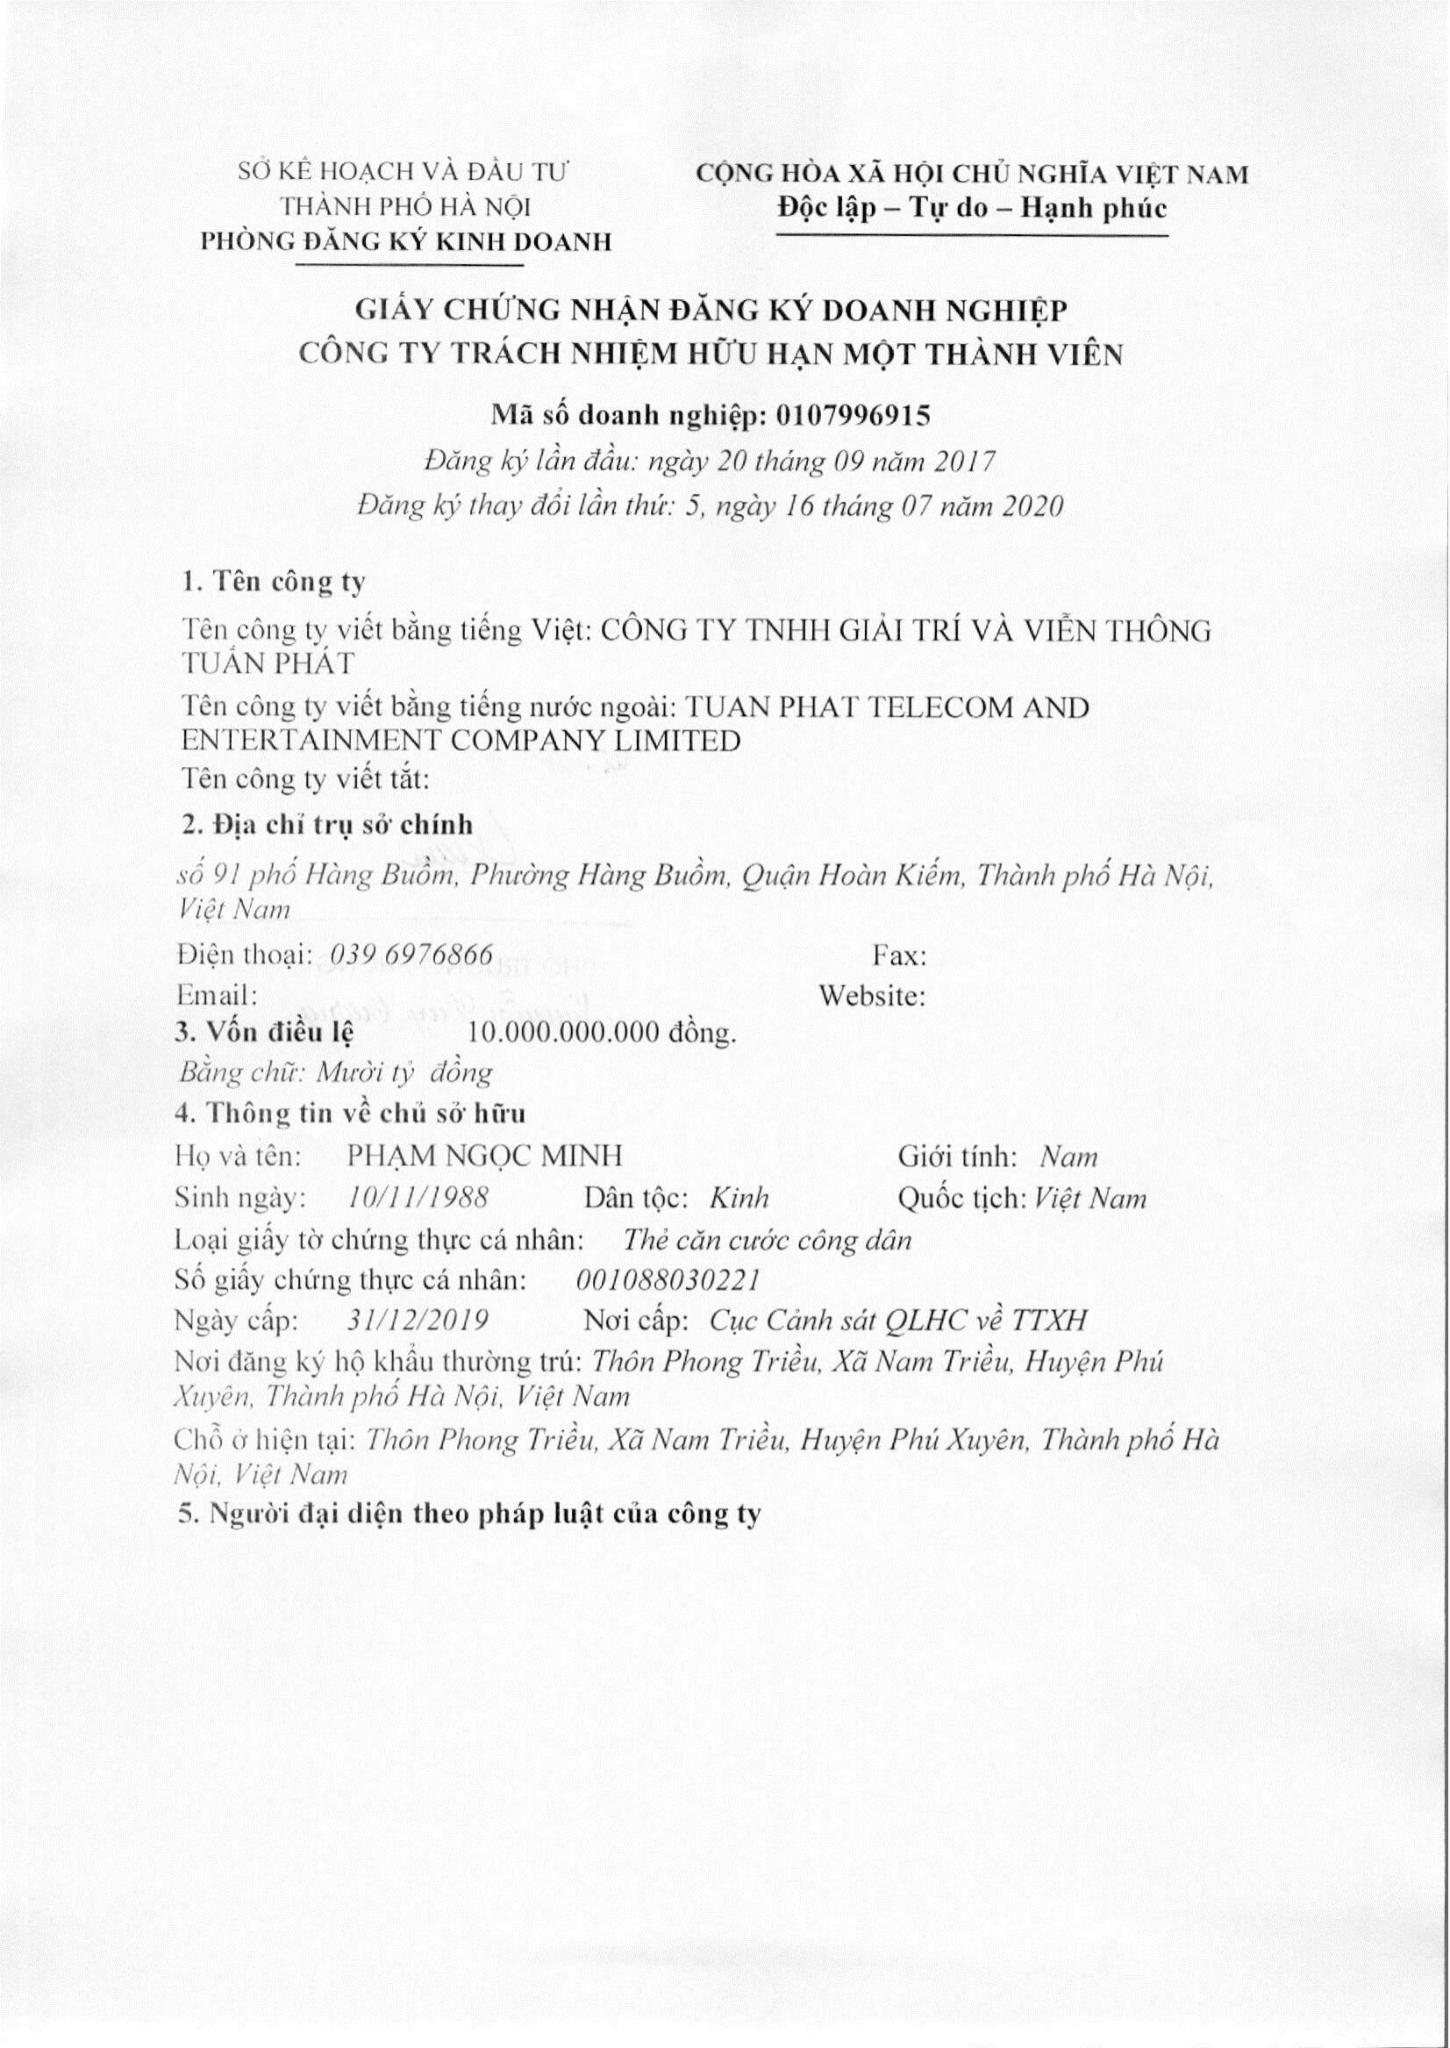 SỞ KẾ HOẠCH VÀ ĐẦU TƯ
THÀNH PHỐ HÀ NỘI
PHÒNG ĐĂNG KÝ KINH DOANH
CỘNG HÒA XÃ HỘI CHỦ NGHĨA VIỆT NAM
Độc lập – Tự do – Hạnh phúc
GIẤY CHỨNG NHẬN ĐĂNG KÝ DOANH NGHIỆP
CÔNG TY TRÁCH NHIỆM HỮU HẠN MỘT THÀNH VIÊN
Mã số doanh nghiệp: 0107996915
Đăng ký lần đầu: ngày 20 tháng 09 năm 2017
Đăng ký thay đổi lần thứ: 5, ngày 16 tháng 07 năm 2020
1. Tên công ty
Tên công ty viết bằng tiếng Việt: CÔNG TY TNHH GIẢI TRÍ VÀ VIỄN THÔNG
TUẤN PHÁT
Tên công ty viết bằng tiếng nước ngoài: TUAN PHAT TELECOM AND
ENTERTAINMENT COMPANY LIMITED
Tên công ty viết tắt:
2. Địa chỉ trụ sở chính
số 91 phố Hàng Buồm, Phường Hàng Buồm, Quận Hoàn Kiếm, Thành phố Hà Nội,
Việt Nam
Điện thoại: 039 6976866 Fax:
Email: Website:
3. Vốn điều lệ 10.000.000.000 đồng.
Bằng chữ: Mười tỷ đồng
4. Thông tin về chủ sở hữu
Họ và tên: PHẠM NGỌC MINH Giới tính: Nam
Sinh ngày: 10/11/1988 Dân tộc: Kinh Quốc tịch: Việt Nam
Loại giấy tờ chứng thực cá nhân: Thẻ căn cước công dân
Số giấy chứng thực cá nhân: 001088030221
Ngày cấp: 31/12/2019 Nơi cấp: Cục Cảnh sát QLHC về TTXH
Nơi đăng ký hộ khẩu thường trú: Thôn Phong Triều, Xã Nam Triều, Huyện Phú
Xuyên, Thành phố Hà Nội, Việt Nam
Chỗ ở hiện tại: Thôn Phong Triều, Xã Nam Triều, Huyện Phú Xuyên, Thành phố Hà
Nội, Việt Nam
5. Người đại diện theo pháp luật của công ty